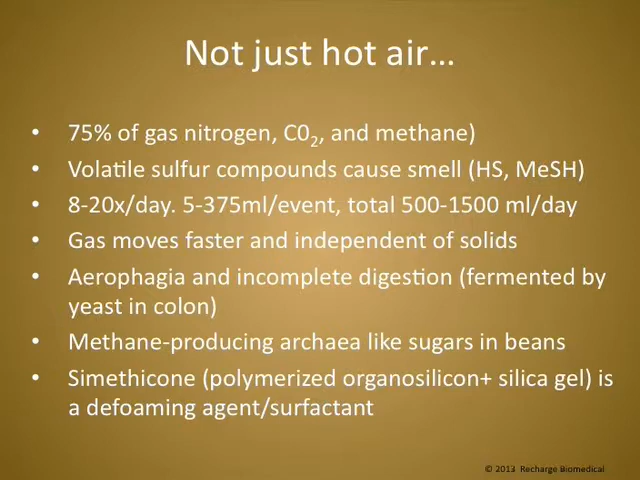 Not just hot air...
• 75% of gas nitrogen, C0₂, and methane)
• Volatile sulfur compounds cause smell (HS, MeSH)
• 8-20x/day. 5-375ml/event, total 500-1500 ml/day
• Gas moves faster and independent of solids
• Aerophagia and incomplete digestion (fermented by
yeast in colon)
• Methane-producing archaea like sugars in beans
• Simethicone (polymerized organosilicon+ silica gel) is
a defoaming agent/surfactant
© 2013 Recharge Biomedical